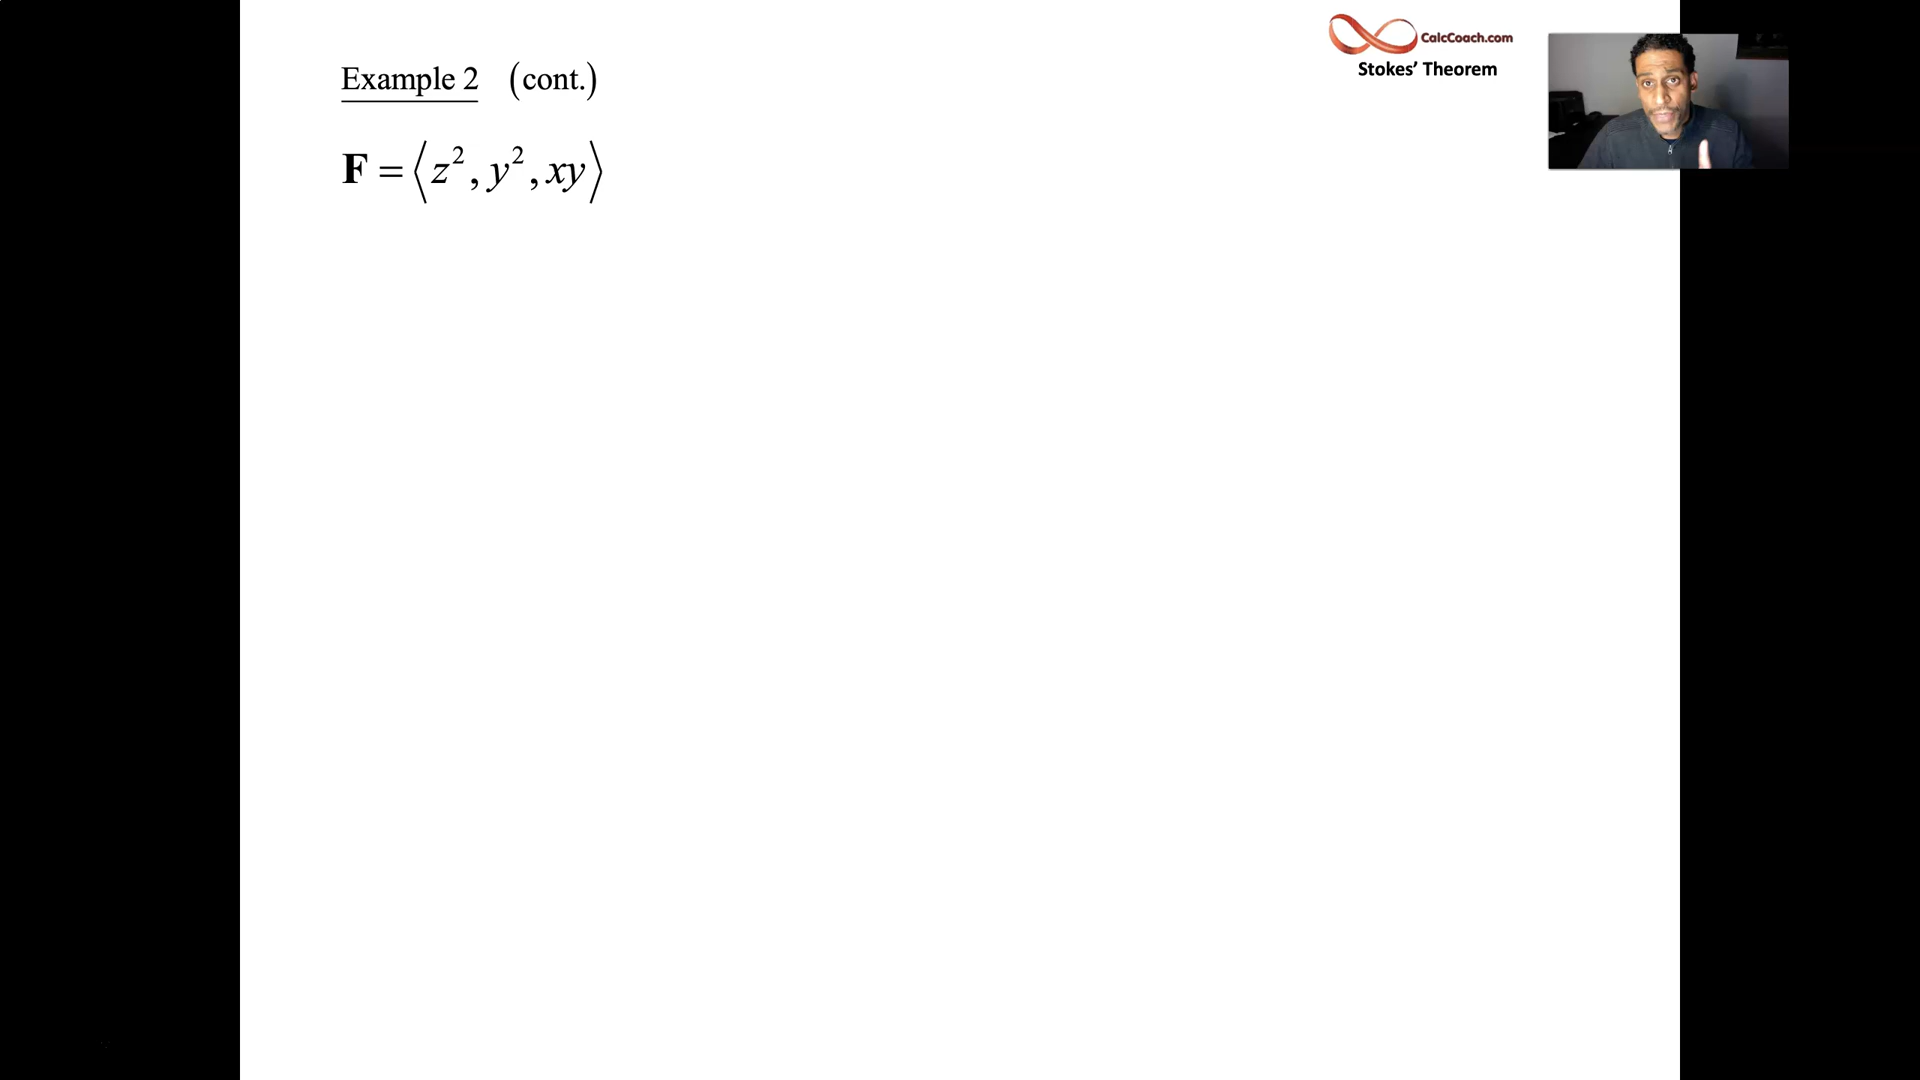 CalcCoach.com
Stokes’ Theorem
Example 2 (cont.)
F = ⟨z², y², xy⟩